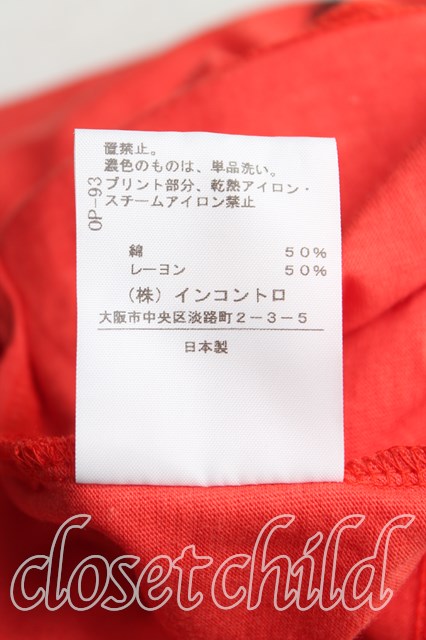 置禁止。
濃色のものは、単品洗い。
プリント部分、乾熱アイロン・
スチームアイロン禁止
OP-93
綿 50%
レーヨン 50%
(株)インコントロ
大阪市中央区淡路町2-3-5
日本製
closet child